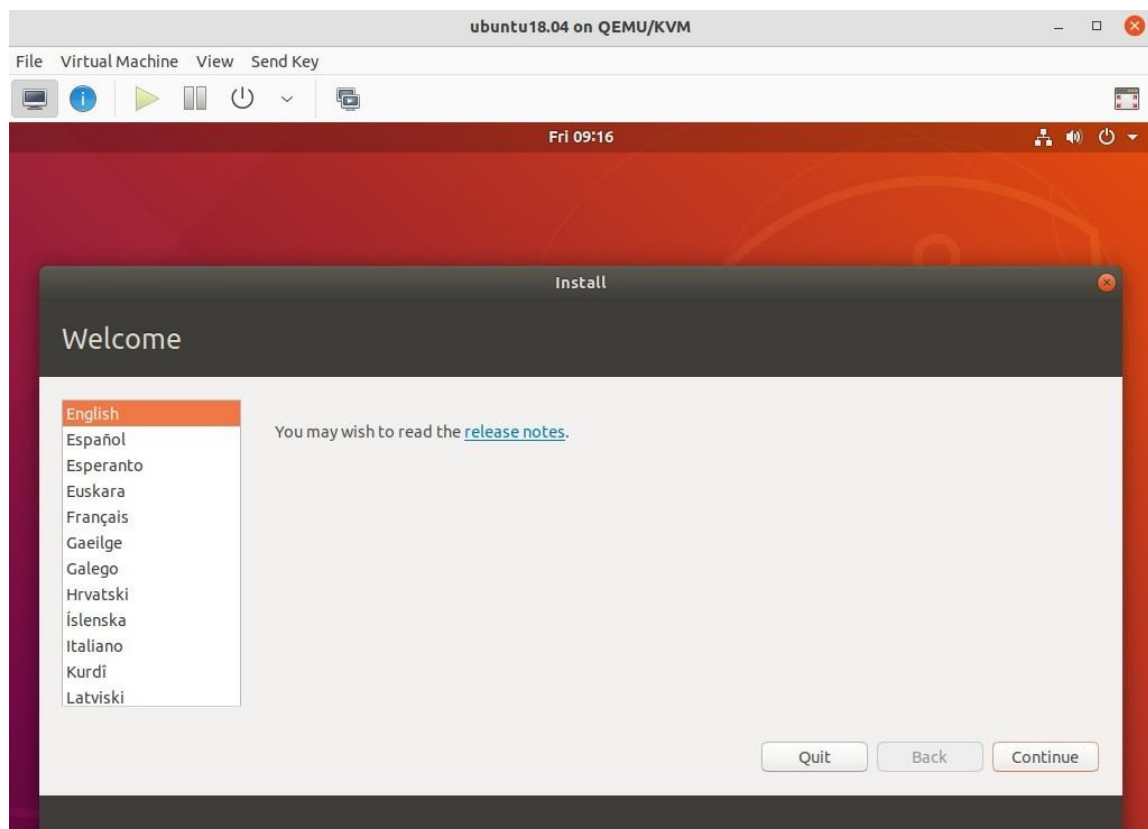 ubuntu18.04 on QEMU/KVM
File Virtual Machine View Send Key
Fri 09:16
Install
Welcome
English
Español
Esperanto
Euskara
Français
Gaeilge
Galego
Hrvatski
Íslenska
Italiano
Kurdî
Latviski
You may wish to read the release notes.
Quit Back Continue